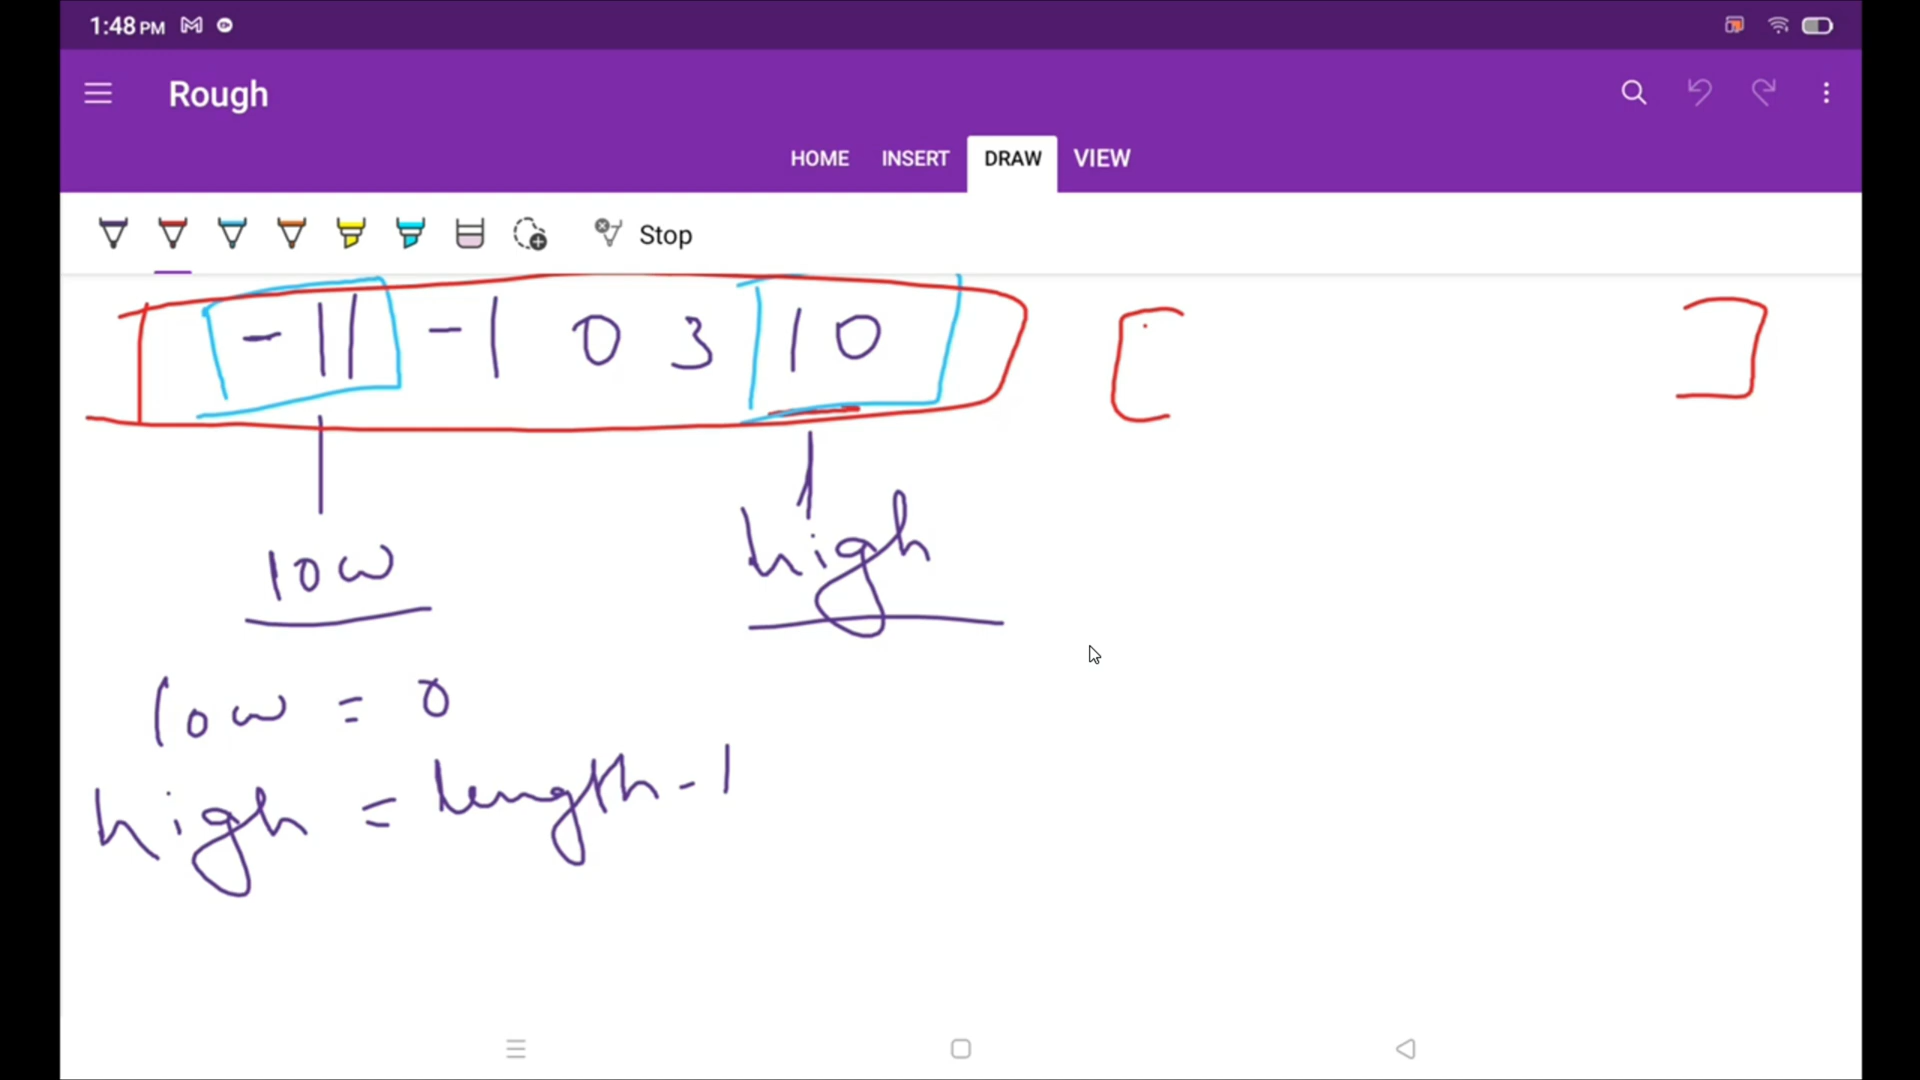 1:48 PM
Rough
HOME INSERT DRAW VIEW
Stop
-11 -1 0 3 10 [ ]
low high
low = 0
high = length - 1